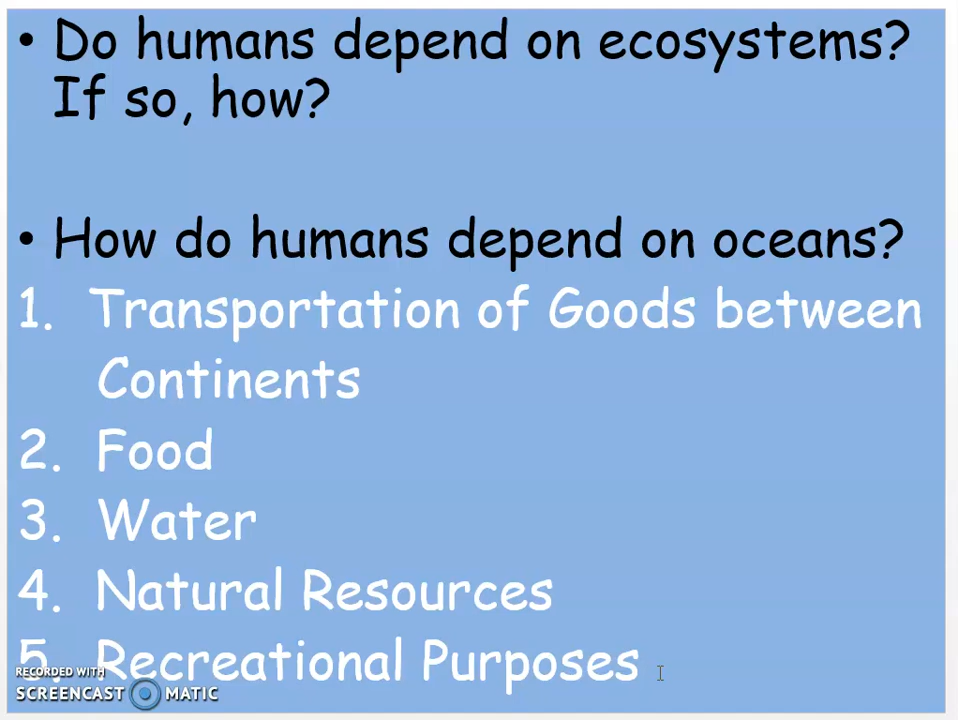 • Do humans depend on ecosystems?
If so, how?
• How do humans depend on oceans?
1. Transportation of Goods between
Continents
2. Food
3. Water
4. Natural Resources
5. Recreational Purposes
RECORDED WITH
SCREENCAST MATIC